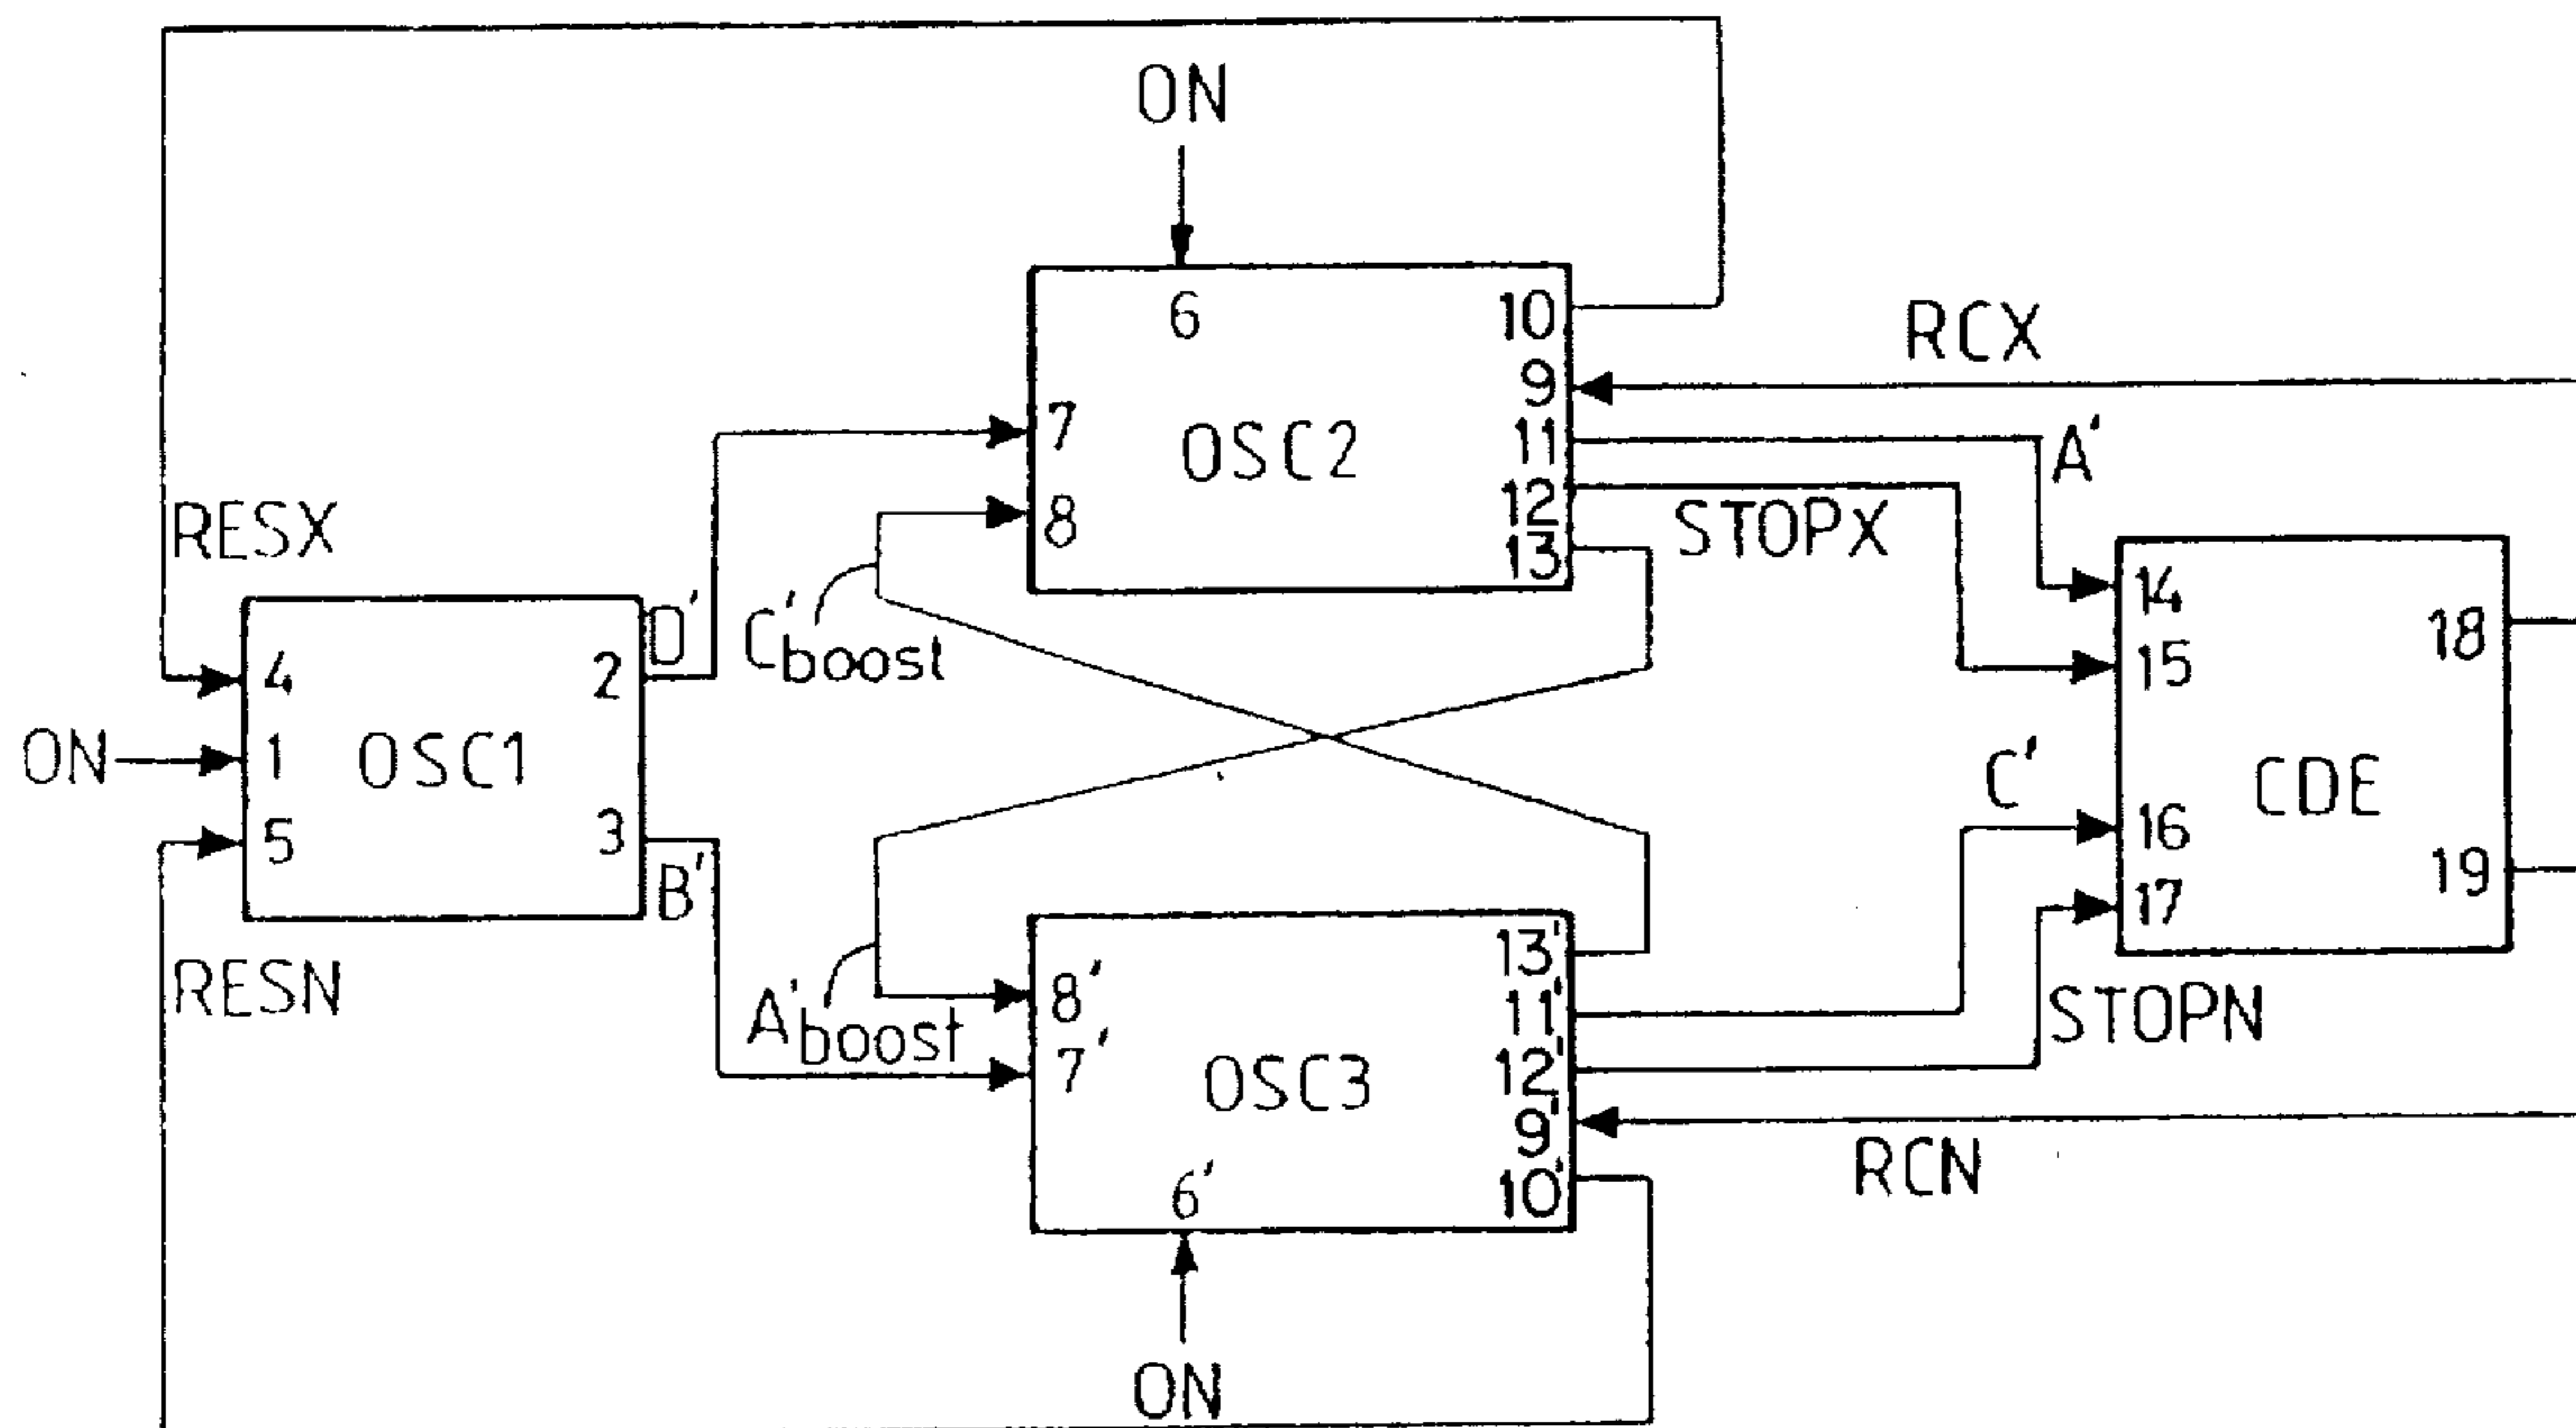 ON
6
10
RCX
9
7
OSC2
11
A'
12
STOPX
8
13
RESX
14
D'
C'boost
18
15
4
2
ON
1
OSC1
C'
CDE
3
16
5
B'
19
17
RESN
13'
8'
11'
STOPN
A'boost
7'
OSC3
12'
9'
RCN
6'
10'
ON